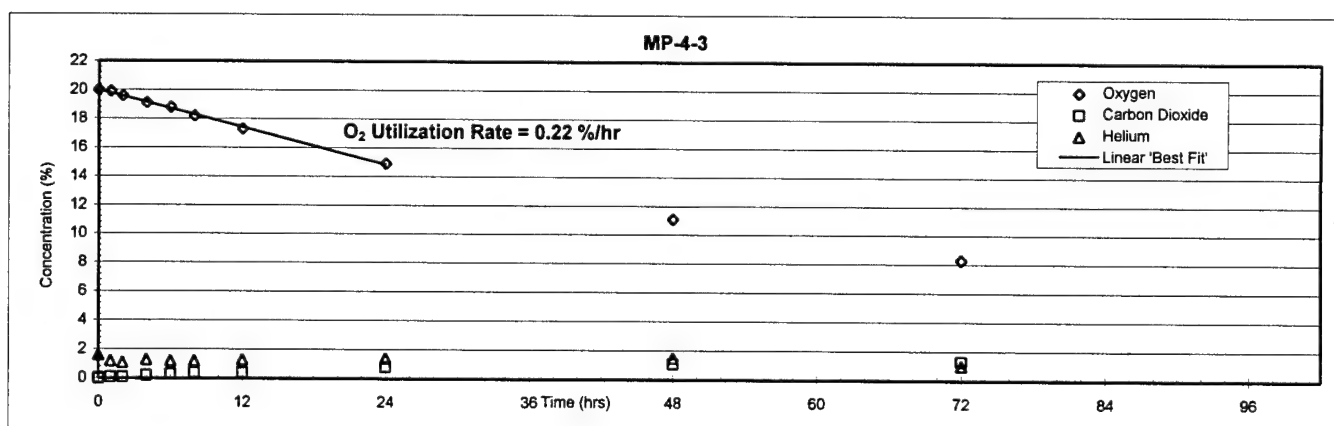 MP-4-3
22
20
18
16
14
12
10
8
6
4
2
0
Concentration (%)
O₂ Utilization Rate = 0.22 %/hr
Oxygen
Carbon Dioxide
Helium
Linear 'Best Fit'
0 12 24 36 Time (hrs) 48 60 72 84 96